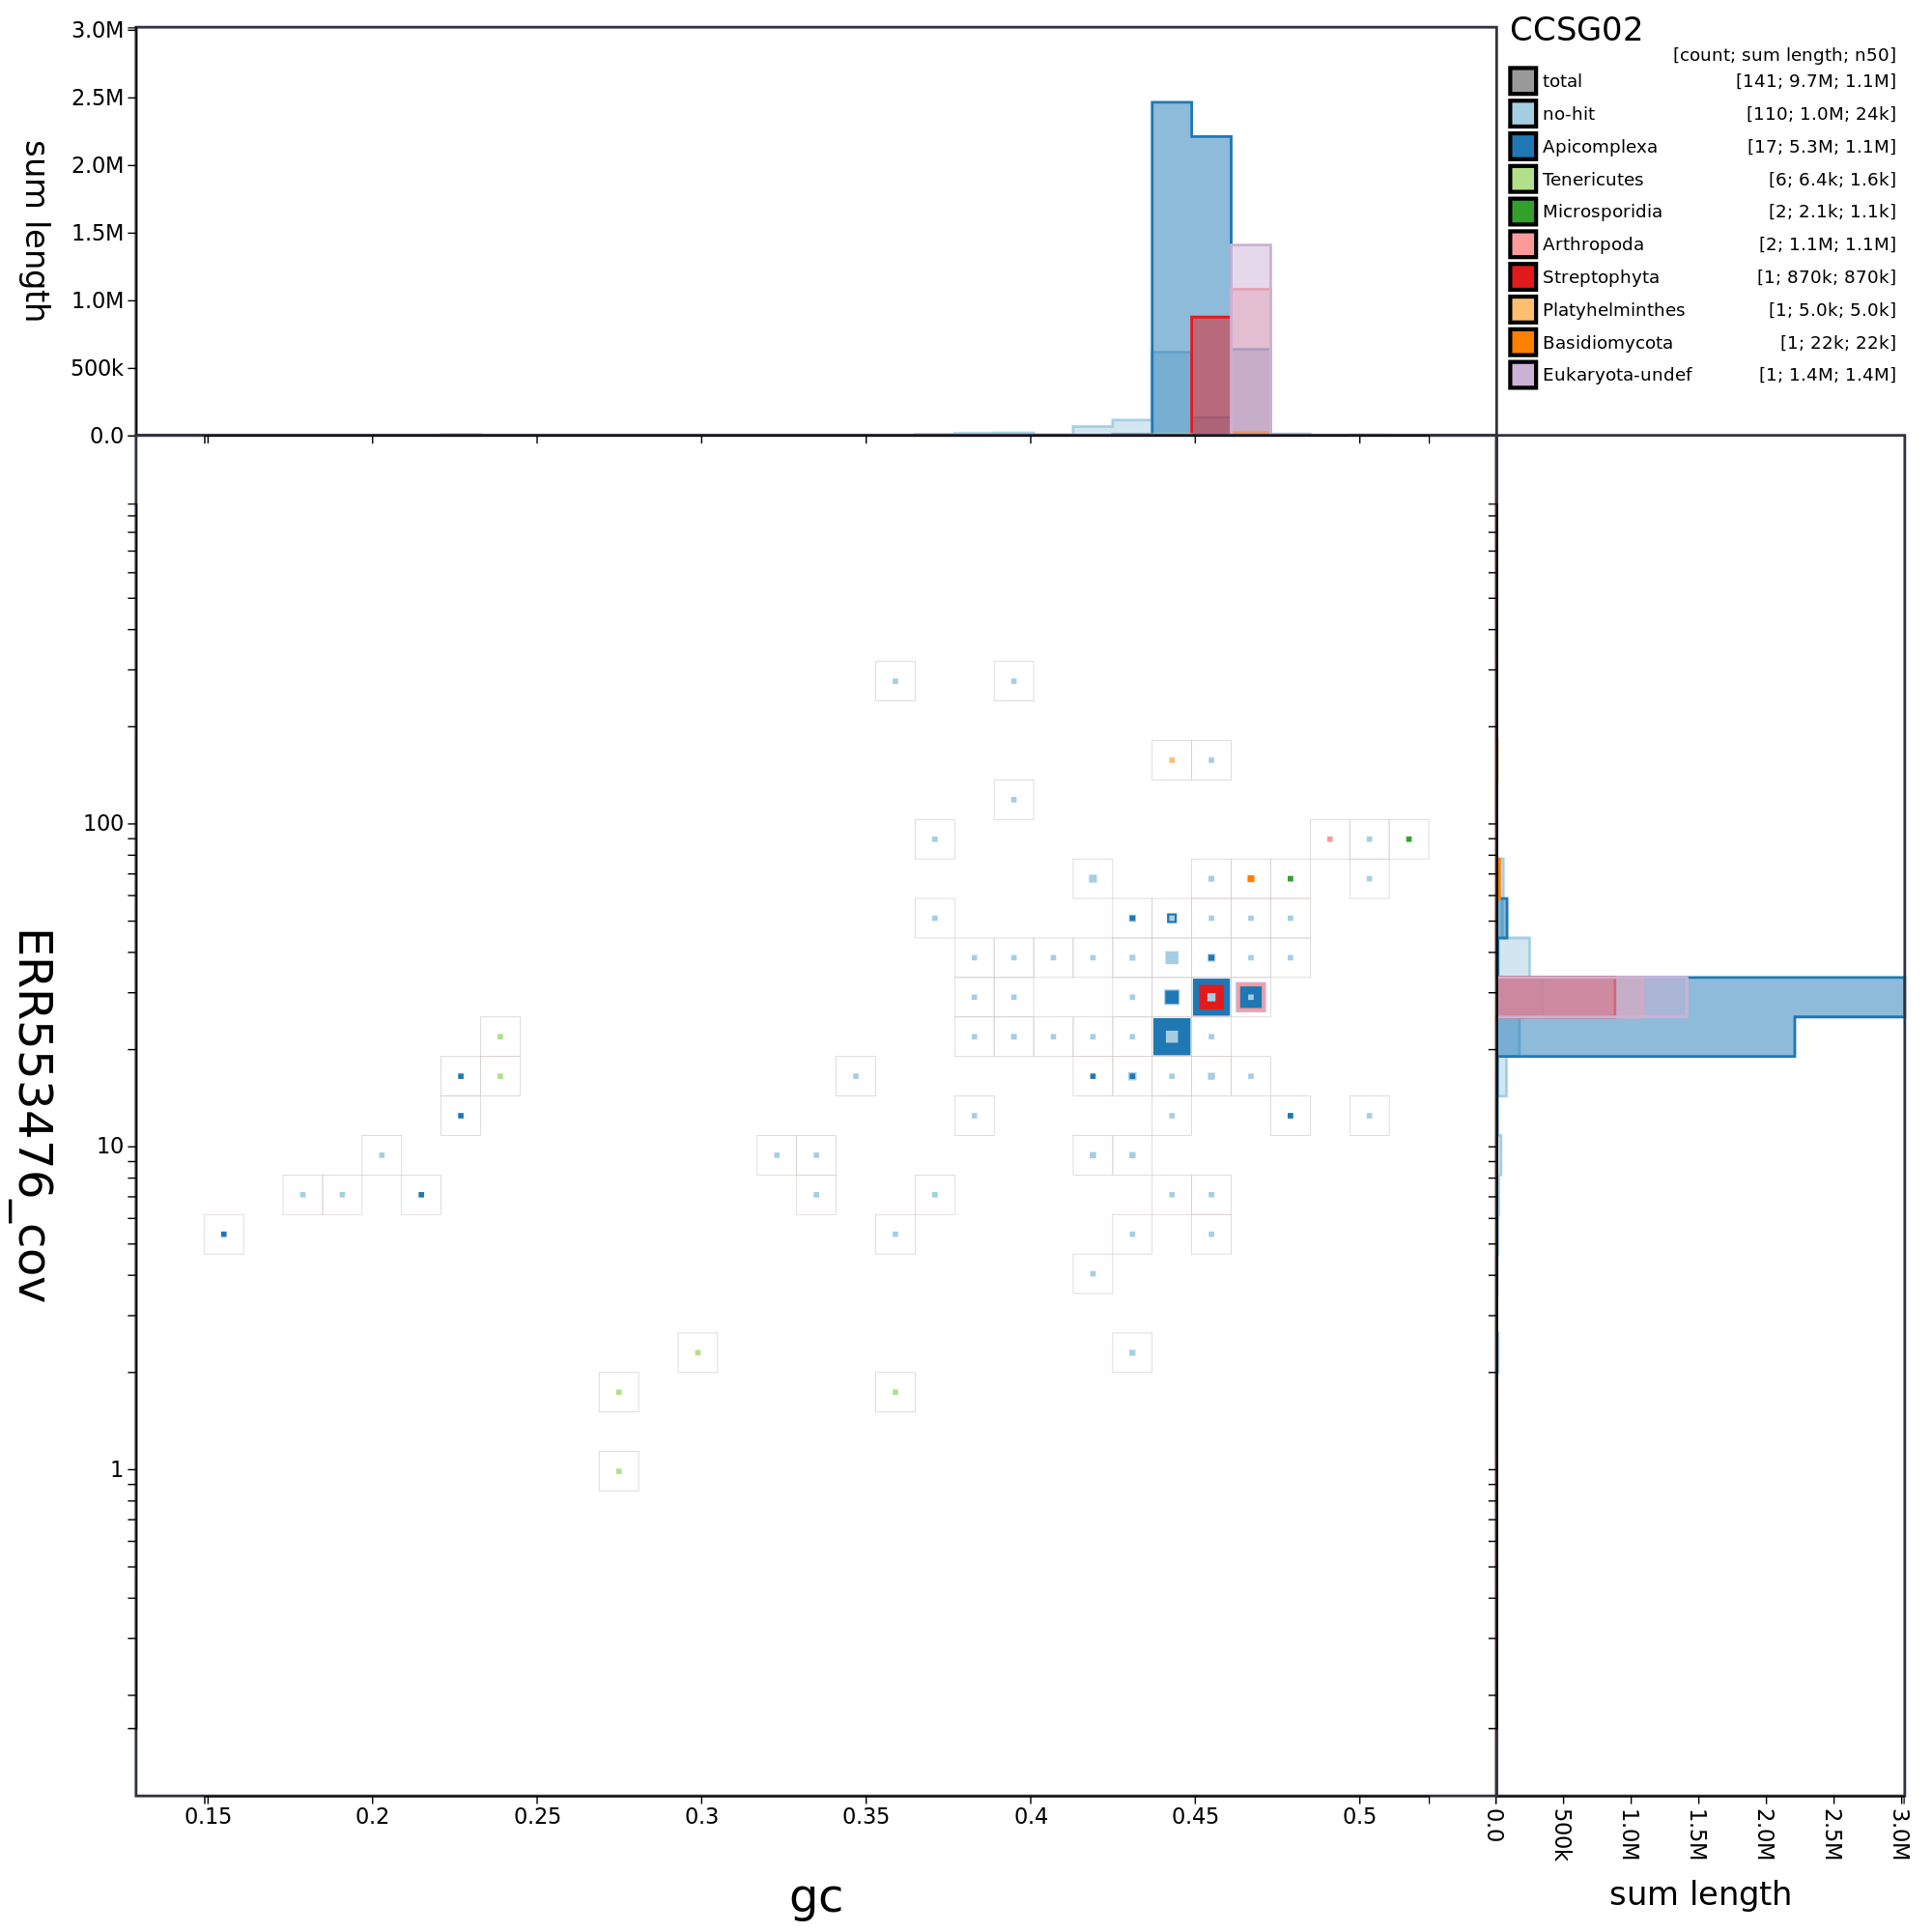 CCSG02
[count; sum length; n50]
total [141; 9.7M; 1.1M]
no-hit [110; 1.0M; 24k]
Apicomplexa [17; 5.3M; 1.1M]
Tenericutes [6; 6.4k; 1.6k]
Microsporidia [2; 2.1k; 1.1k]
Arthropoda [2; 1.1M; 1.1M]
Streptophyta [1; 870k; 870k]
Platyhelminthes [1; 5.0k; 5.0k]
Basidiomycota [1; 22k; 22k]
Eukaryota-undef [1; 1.4M; 1.4M]
sum length
3.0M
2.5M
2.0M
1.5M
1.0M
500k
0.0
ERR553476_cov
100
10
1
0.15 0.2 0.25 0.3 0.35 0.4 0.45 0.5
gc
0.0 500k 1.0M 1.5M 2.0M 2.5M 3.0M
sum length